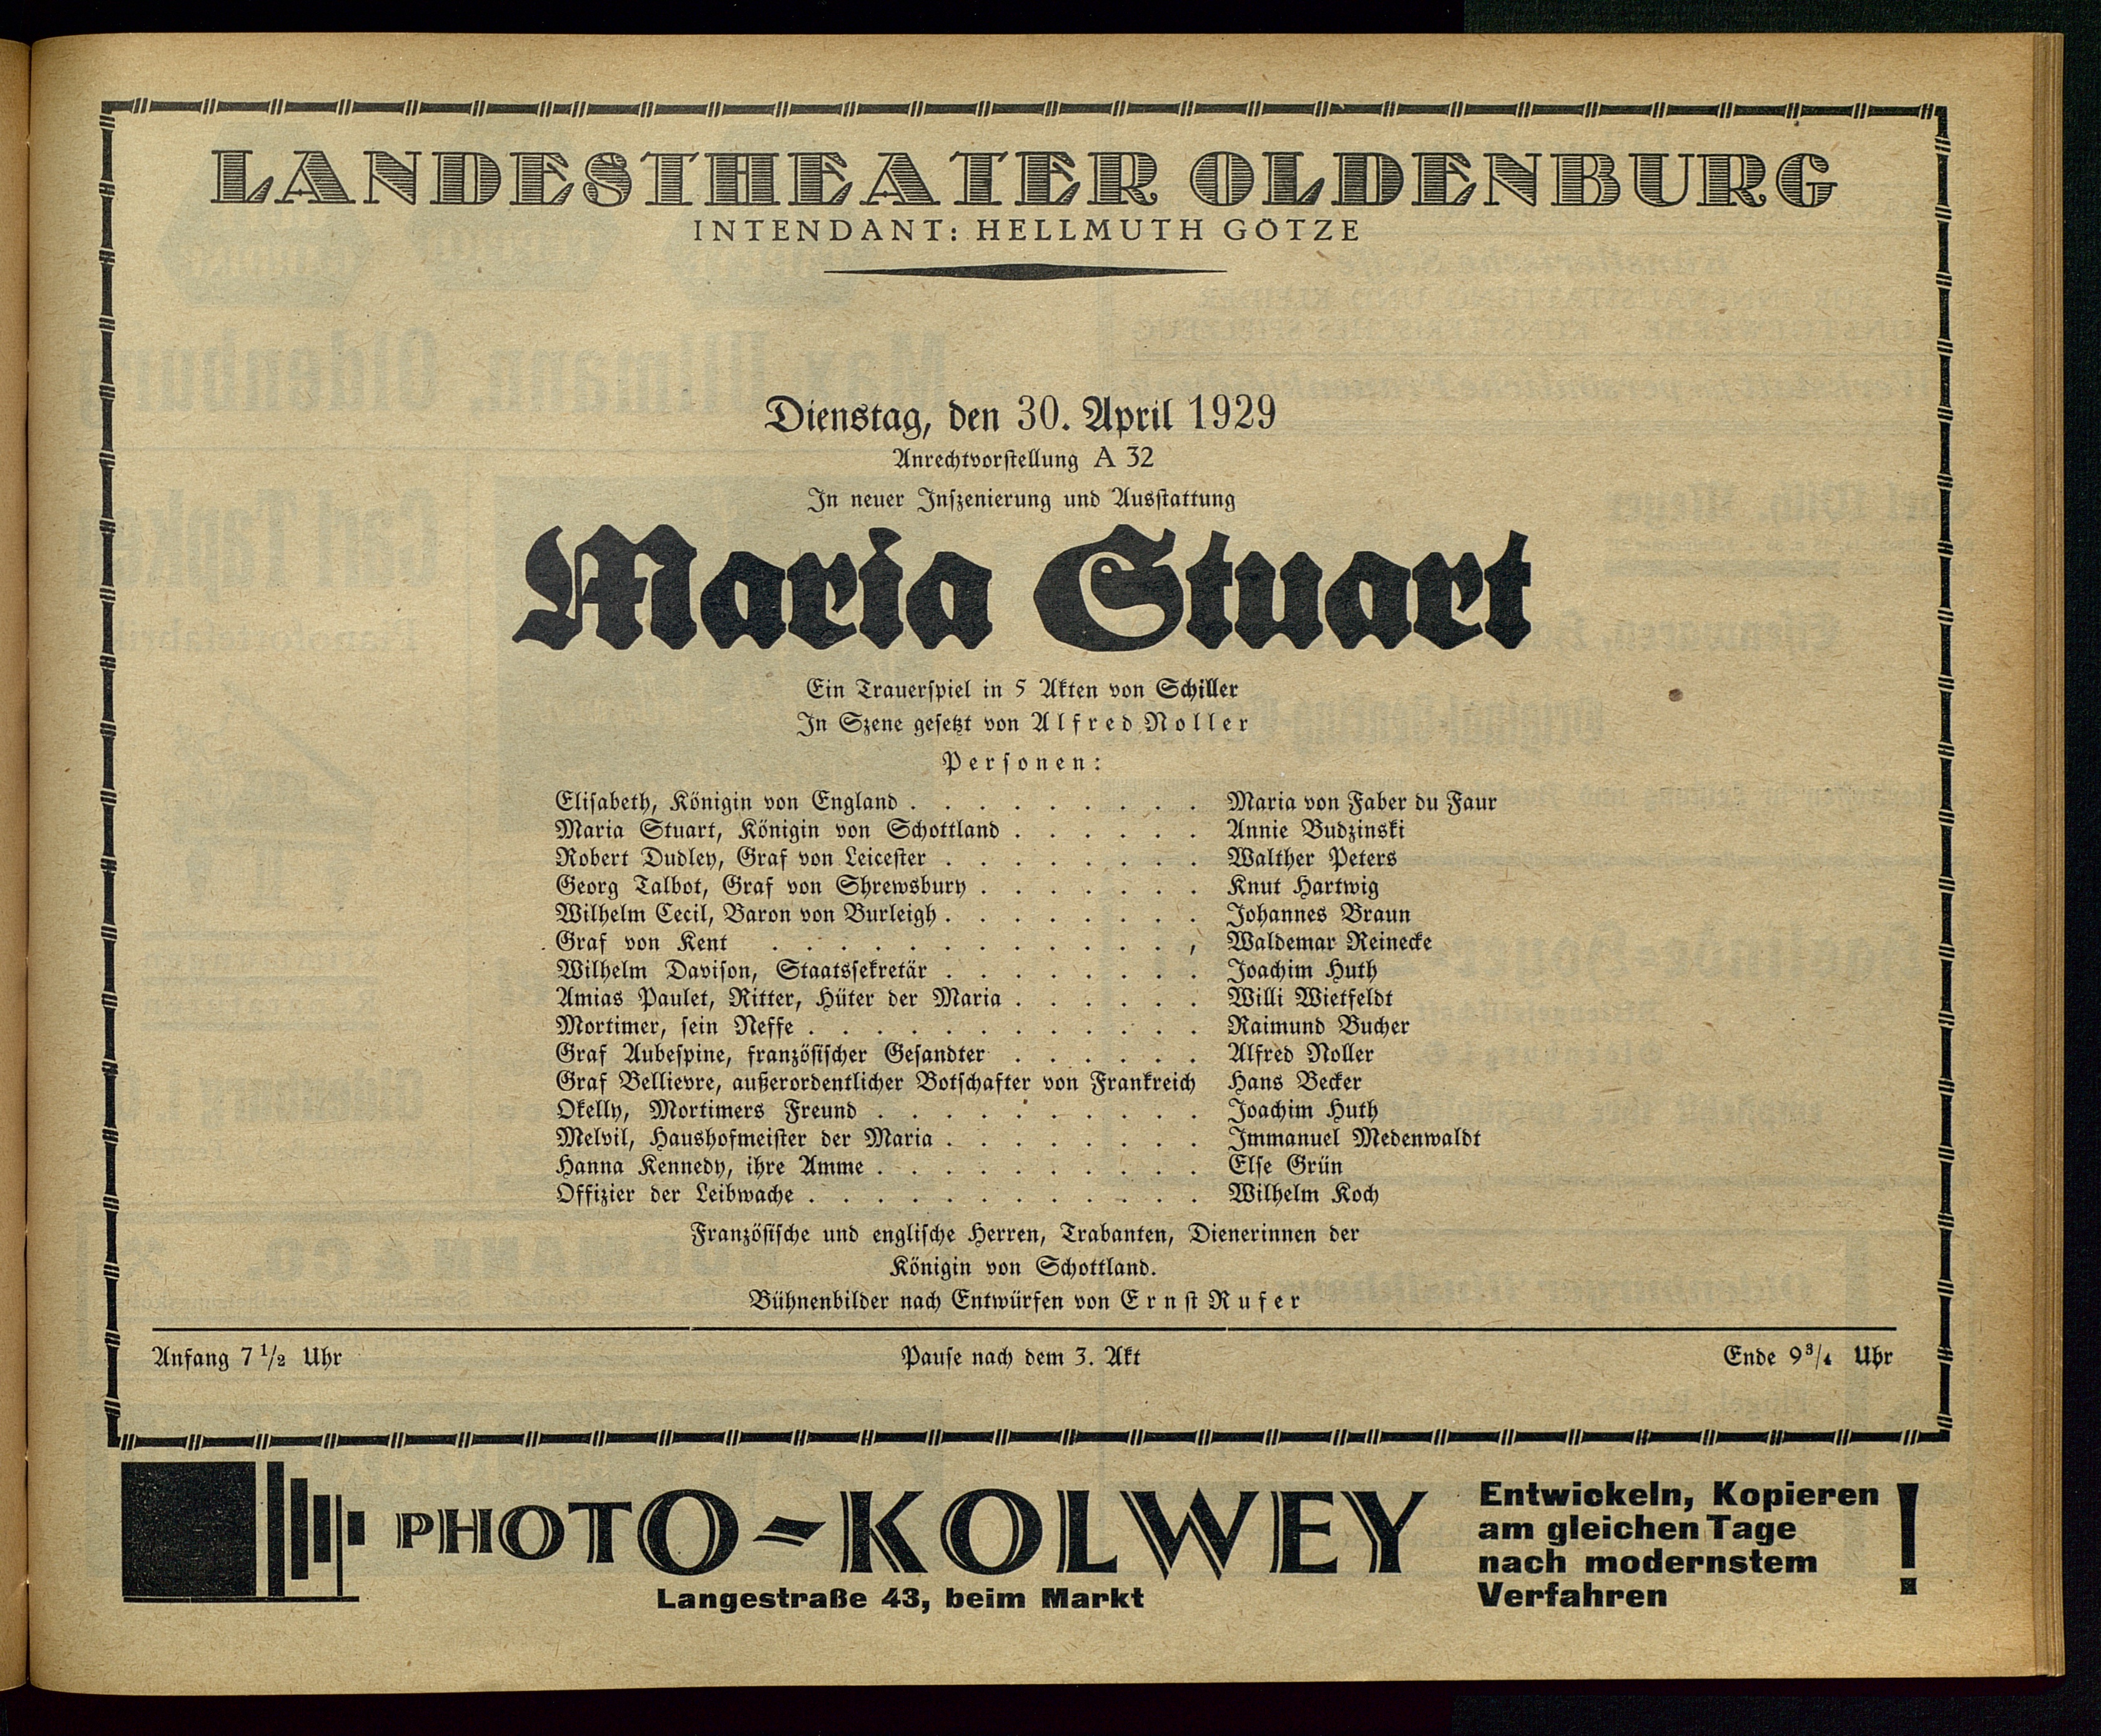 LANDESTHEATER OLDENBURG
INTENDANT: HELLMUTH GÖTZE
Dienstag, den 30. April 1929
Anrechtvorstellung A 32
In neuer Inszenierung und Ausstattung
Maria Stuart
Ein Trauerspiel in 5 Akten von Schiller
In Szene gesetzt von Alfred Noller
Personen:
Elisabeth, Königin von England . . . . . . . . . Maria von Faber du Faur
Maria Stuart, Königin von Schottland . . . . . . Annie Budzinski
Robert Dudley, Graf von Leicester . . . . . . . . Walther Peters
Georg Talbot, Graf von Shrewsbury . . . . . . . Knut Hartwig
Wilhelm Cecil, Baron von Burleigh . . . . . . . . Johannes Braun
Graf von Kent . . . . . . . . . . . . , Waldemar Reinecke
Wilhelm Davison, Staatssekretär . . . . . . . . Joachim Huth
Amias Paulet, Ritter, Hüter der Maria . . . . . . Willi Wietfeldt
Mortimer, sein Neffe . . . . . . . . . . . . Raimund Bucher
Graf Aubespine, französischer Gesandter . . . . . . Alfred Noller
Graf Bellievre, außerordentlicher Botschafter von Frankreich Hans Becker
Okelly, Mortimers Freund . . . . . . . . . . Joachim Huth
Melvil, Haushofmeister der Maria . . . . . . . . Immanuel Medenwaldt
Hanna Kennedy, ihre Amme . . . . . . . . . . Else Grün
Offizier der Leibwache . . . . . . . . . . . . Wilhelm Koch
Französische und englische Herren, Trabanten, Dienerinnen der
Königin von Schottland.
Bühnenbilder nach Entwürfen von Ernst Rufer
Anfang 7 1/2 Uhr Pause nach dem 3. Akt Ende 9 3/4 Uhr
PHOTO-KOLWEY
Langestraße 43, beim Markt
Entwickeln, Kopieren
am gleichen Tage
nach modernstem
Verfahren !